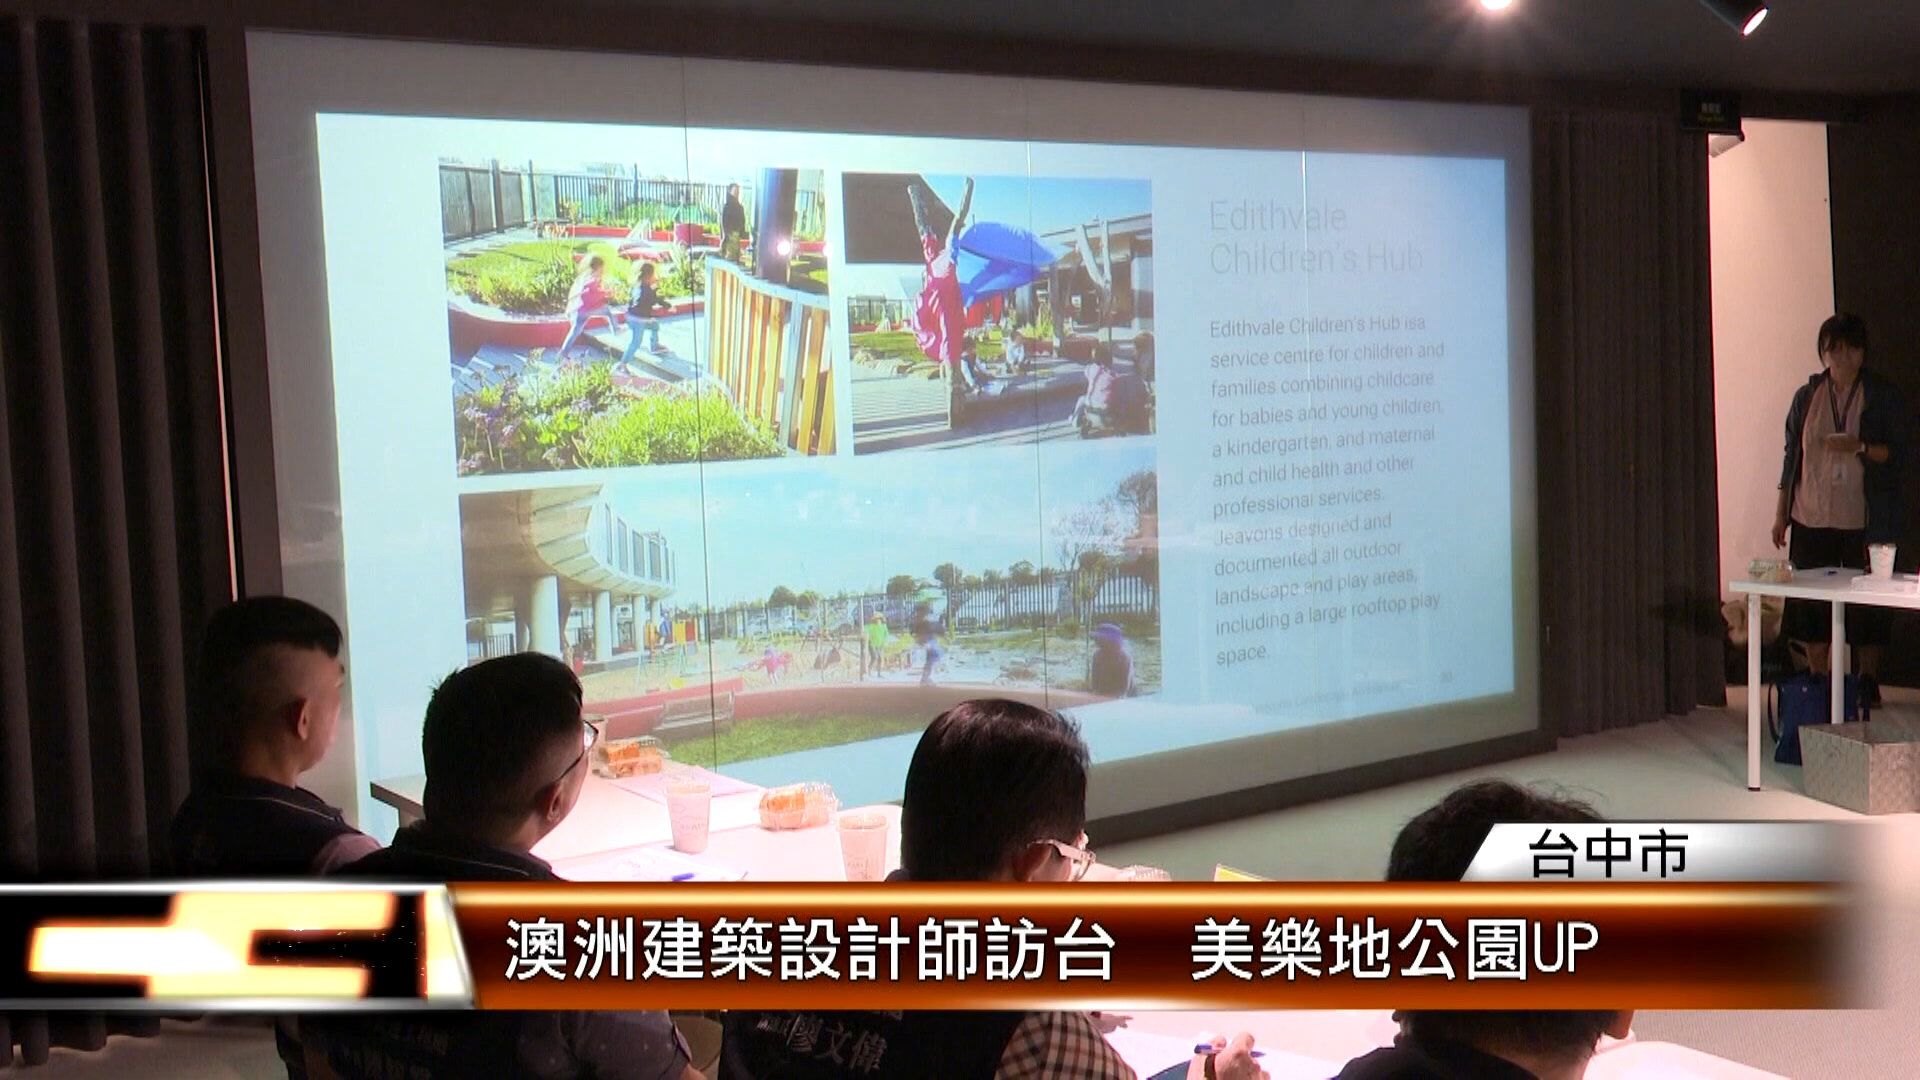 Edithvale
Children's Hub
Edithvale Children's Hub isa
service centre for children and
families combining childcare
for babies and young children,
a kindergarten, and maternal
and child health and other
professional services.
Jeavons designed and
documented all outdoor
landscape and play areas,
including a large rooftop play
space.
台中市
澳洲建築設計師訪台 美樂地公園UP
廖文偉